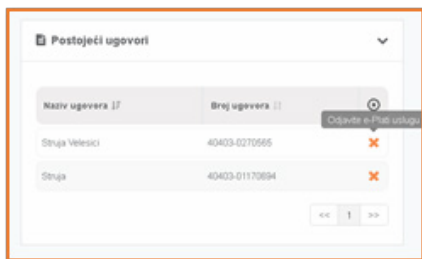 Postojeći ugovori
Naziv ugovora Broj ugovora
Odjavite e-Plati uslugu
Struja Velesici 40403-0270565
Struja 40403-01170694
<< 1 >>